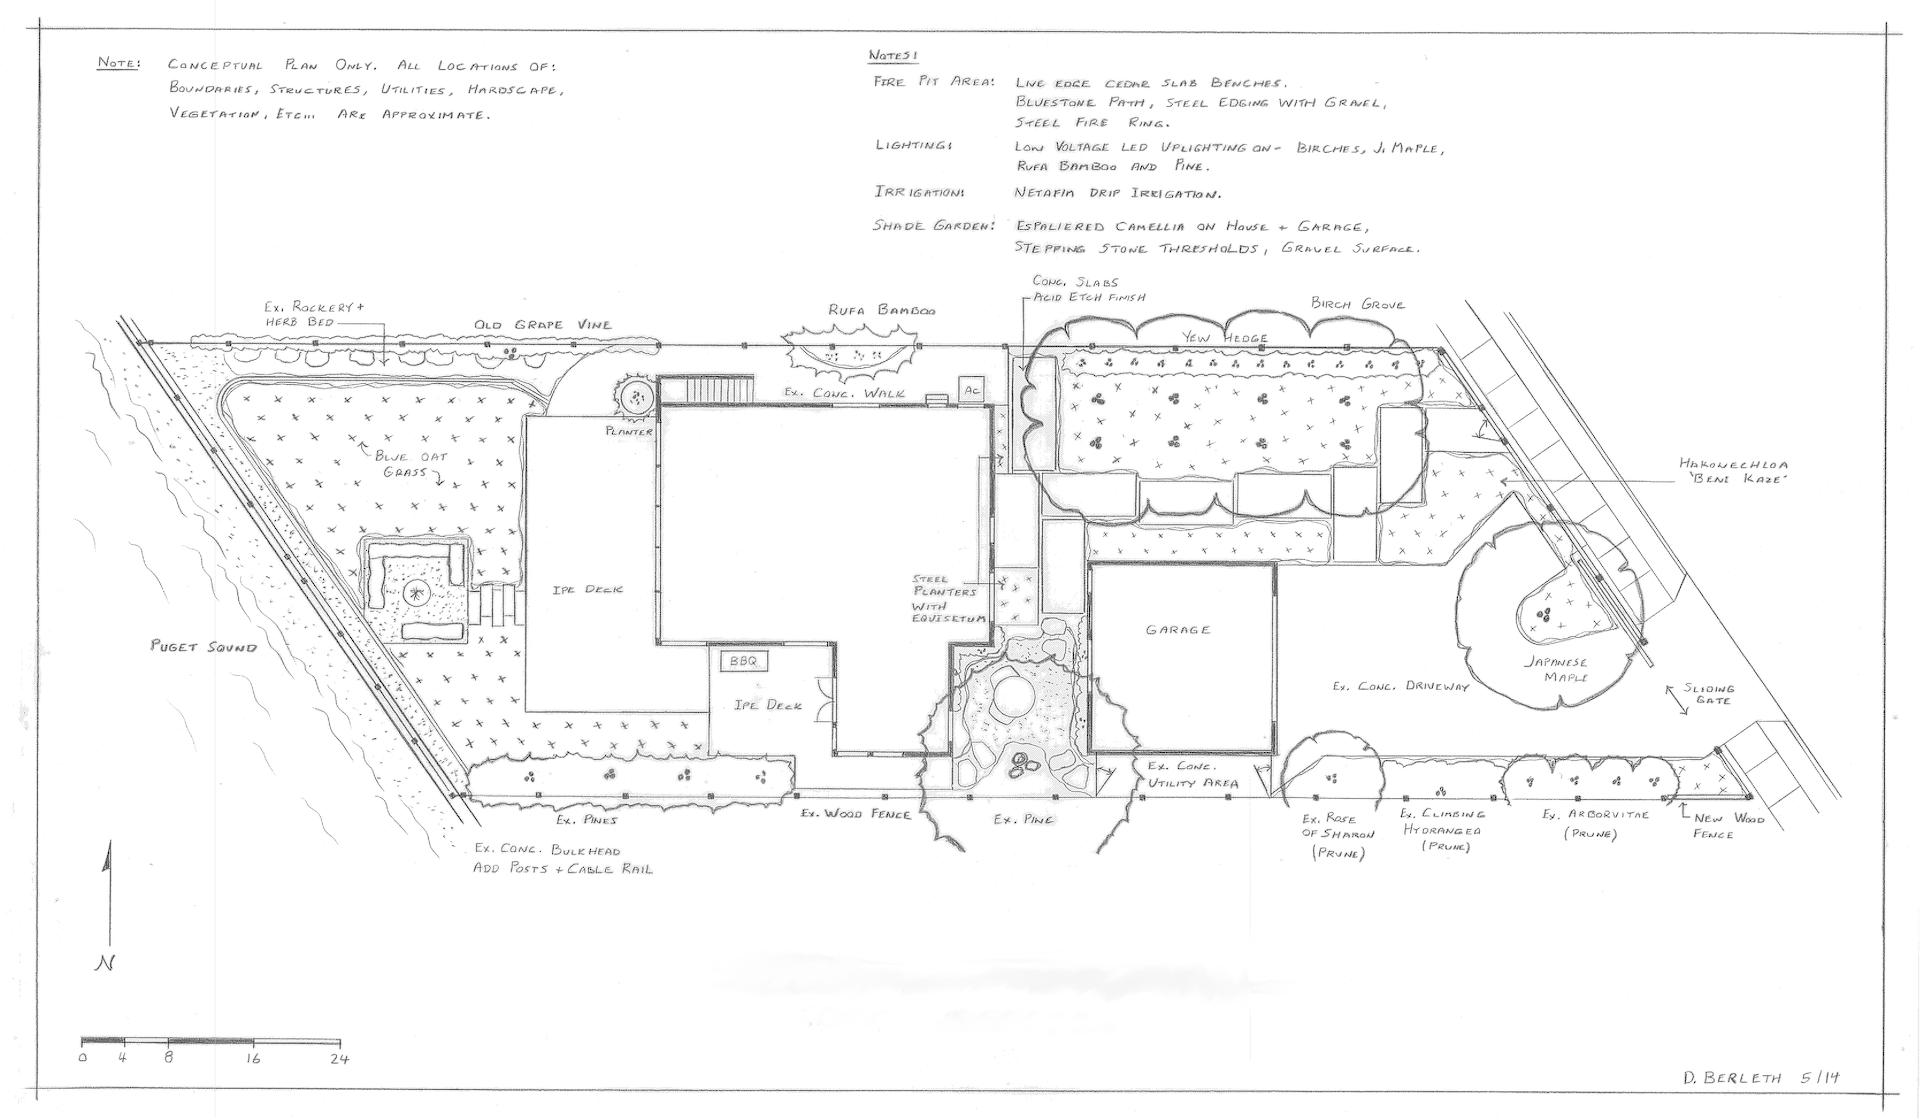 NOTE: CONCEPTUAL PLAN ONLY. ALL LOCATIONS OF:
BOUNDARIES, STRUCTURES, UTILITIES, HARDSCAPE,
VEGETATION, ETC... ARE APPROXIMATE.
NOTES:
FIRE PIT AREA: LIVE EDGE CEDAR SLAB BENCHES.
BLUESTONE PATH, STEEL EDGING WITH GRAVEL,
STEEL FIRE RING.
LIGHTING: LOW VOLTAGE LED UPLIGHTING ON- BIRCHES, J. MAPLE,
RUFA BAMBOO AND PINE.
IRRIGATION: NETAFIM DRIP IRRIGATION.
SHADE GARDEN: ESPALIERED CAMELLIA ON HOUSE + GARAGE,
STEPPING STONE THRESHOLDS, GRAVEL SURFACE.
CONC. SLABS
ACID ETCH FINISH
EX. ROCKERY +
HERB BED
OLD GRAPE VINE
RUFA BAMBOO
BIRCH GROVE
YEW HEDGE
EX. CONC. WALK
AC
PLANTER
BLUE OAT
GRASS
HAKONECHLOA
'BENI KAZE'
IPE DECK
STEEL
PLANTERS
WITH
EQUISETUM
GARAGE
PUGET SOUND
BBQ
IPE DECK
JAPANESE
MAPLE
EX. CONC. DRIVEWAY
SLIDING
GATE
EX. CONC.
UTILITY AREA
EX. PINES
EX. WOOD FENCE
EX. PINE
EX. ROSE
OF SHARON
(PRUNE)
EX. CLIMBING
HYDRANGEA
(PRUNE)
EX. ARBORVITAE
(PRUNE)
NEW WOOD
FENCE
EX. CONC. BULKHEAD
ADD POSTS + CABLE RAIL
N
0 4 8 16 24
D. BERLETH 5/14